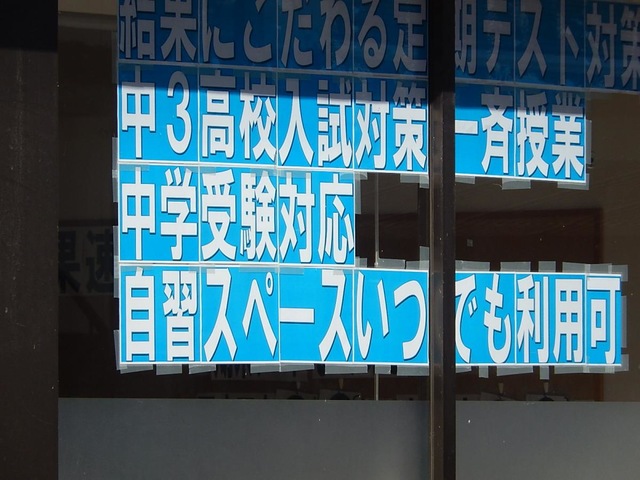 結果にこだわる定期テスト対策
中３高校入試対策一斉授業
中学受験対応
自習スペースいつでも利用可